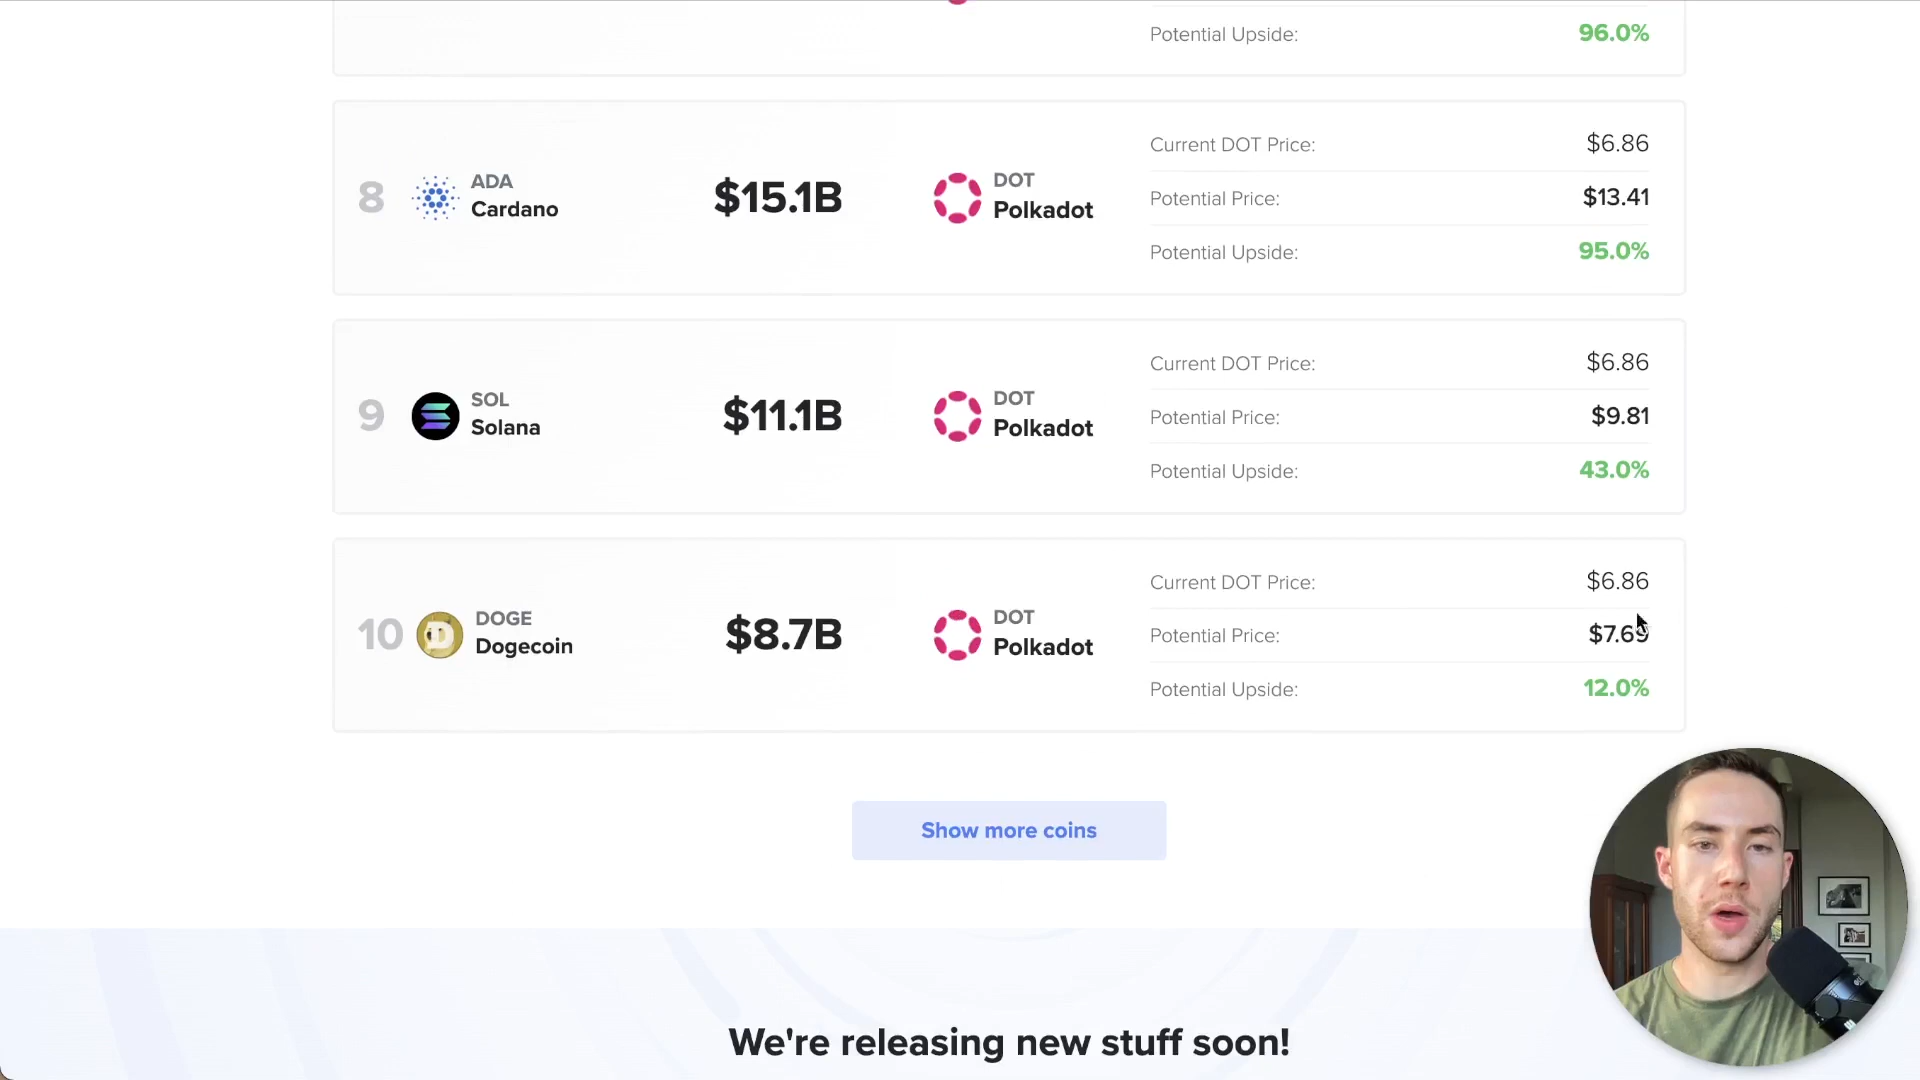 Potential Upside: 96.0%
8 ADA Cardano $15.1B DOT Polkadot
Current DOT Price: $6.86
Potential Price: $13.41
Potential Upside: 95.0%
9 SOL Solana $11.1B DOT Polkadot
Current DOT Price: $6.86
Potential Price: $9.81
Potential Upside: 43.0%
10 DOGE Dogecoin $8.7B DOT Polkadot
Current DOT Price: $6.86
Potential Price: $7.69
Potential Upside: 12.0%
Show more coins
We're releasing new stuff soon!